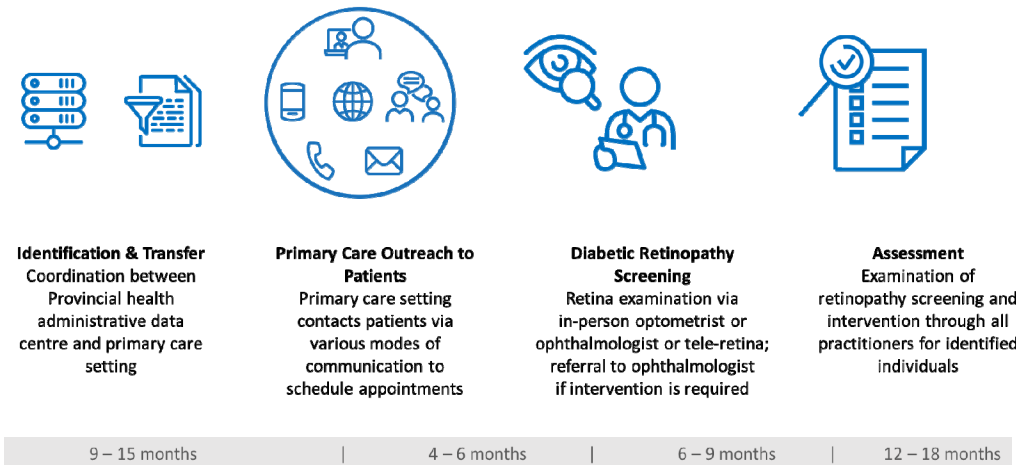 Identification & Transfer
Coordination between
Provincial health
administrative data
centre and primary care
setting
Primary Care Outreach to
Patients
Primary care setting
contacts patients via
various modes of
communication to
schedule appointments
Diabetic Retinopathy
Screening
Retina examination via
in-person optometrist or
ophthalmologist or tele-retina;
referral to ophthalmologist
if intervention is required
Assessment
Examination of
retinopathy screening and
intervention through all
practitioners for identified
individuals
9 – 15 months | 4 – 6 months | 6 – 9 months | 12 – 18 months